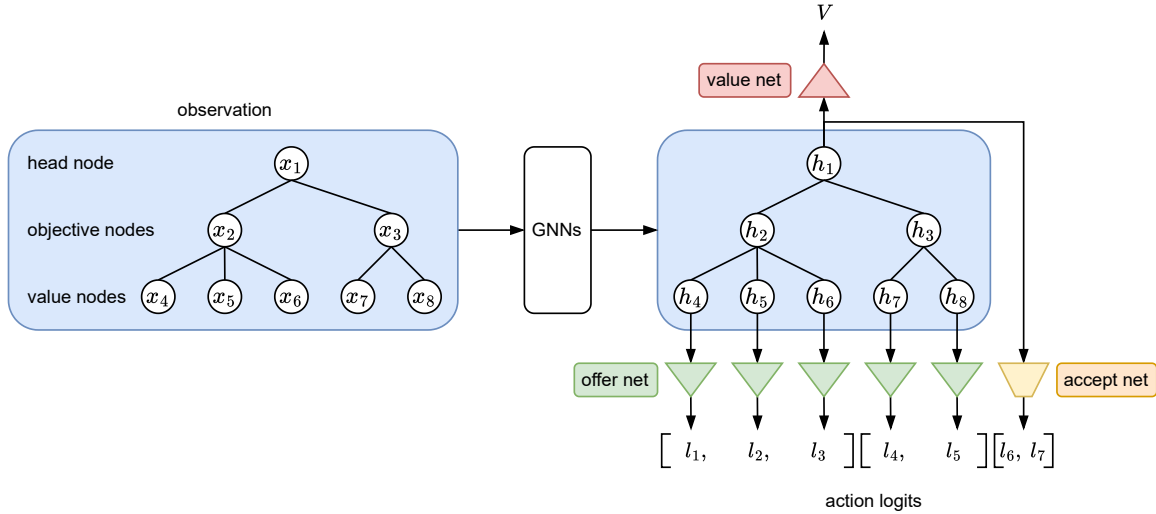 V
value net
observation
head node
x₁
h₁
objective nodes
x₂
x₃
GNNs
h₂
h₃
value nodes
x₄ x₅ x₆ x₇ x₈
h₄ h₅ h₆ h₇ h₈
offer net
accept net
[ l₁, l₂, l₃ ] [ l₄, l₅ ] [l₆, l₇]
action logits